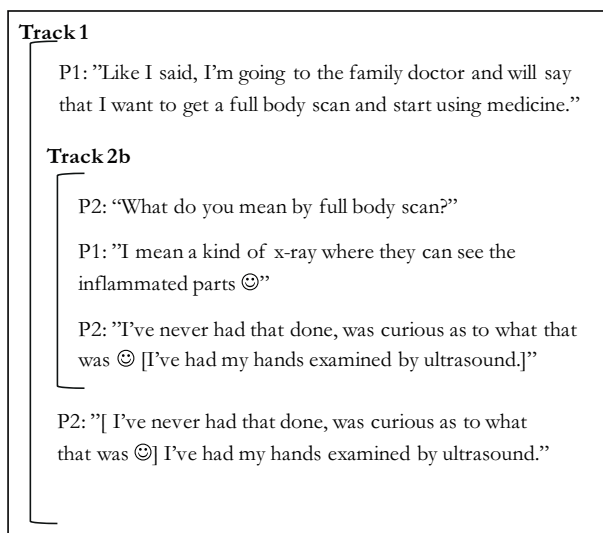 Track 1
P1: ”Like I said, I’m going to the family doctor and will say
that I want to get a full body scan and start using medicine.”
Track 2b
P2: “What do you mean by full body scan?”
P1: ”I mean a kind of x-ray where they can see the
inflammated parts ☺”
P2: ”I’ve never had that done, was curious as to what that
was ☺ [I’ve had my hands examined by ultrasound.]”
P2: ”[ I’ve never had that done, was curious as to what
that was ☺] I’ve had my hands examined by ultrasound.”